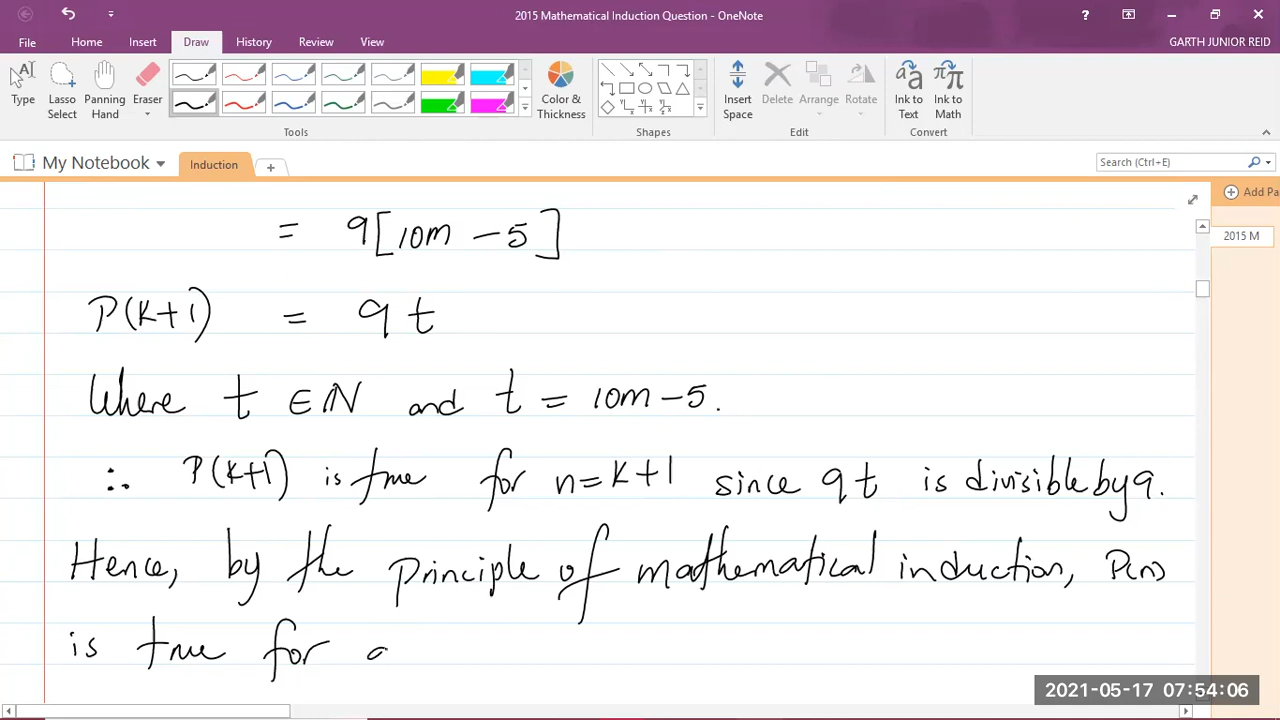 2015 Mathematical Induction Question - OneNote
?
File Home Insert Draw History Review View
GARTH JUNIOR REID
Type
Lasso Select
Panning Hand
Eraser
Color & Thickness
Insert Space
Delete
Arrange
Rotate
Ink to Text
Ink to Math
Tools Shapes Edit Convert
My Notebook Induction + Search (Ctrl+E)
Add Pa
2015 M
= 9[10m - 5]
P(k+1) = 9t
Where t ∈ ℕ and t = 10m - 5.
∴ P(k+1) is true for n = k+1 since 9t is divisible by 9.
Hence, by the principle of mathematical induction, P(n)
is true for a
2021-05-17 07:54:06